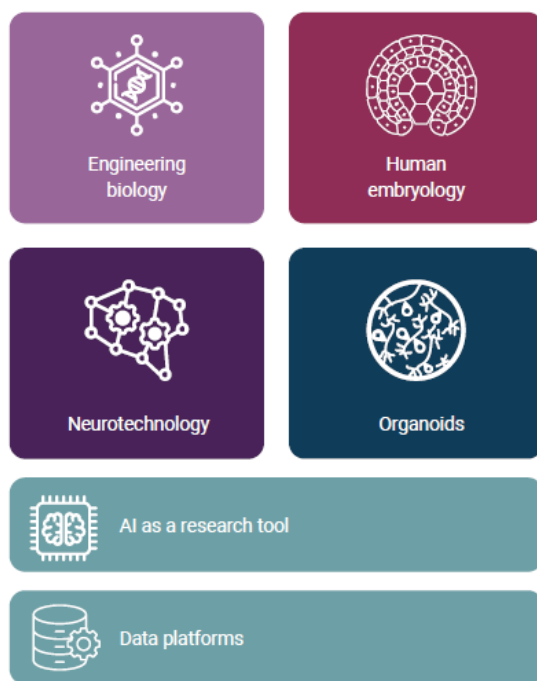 Engineering
biology
Human
embryology
Neurotechnology
Organoids
AI as a research tool
Data platforms